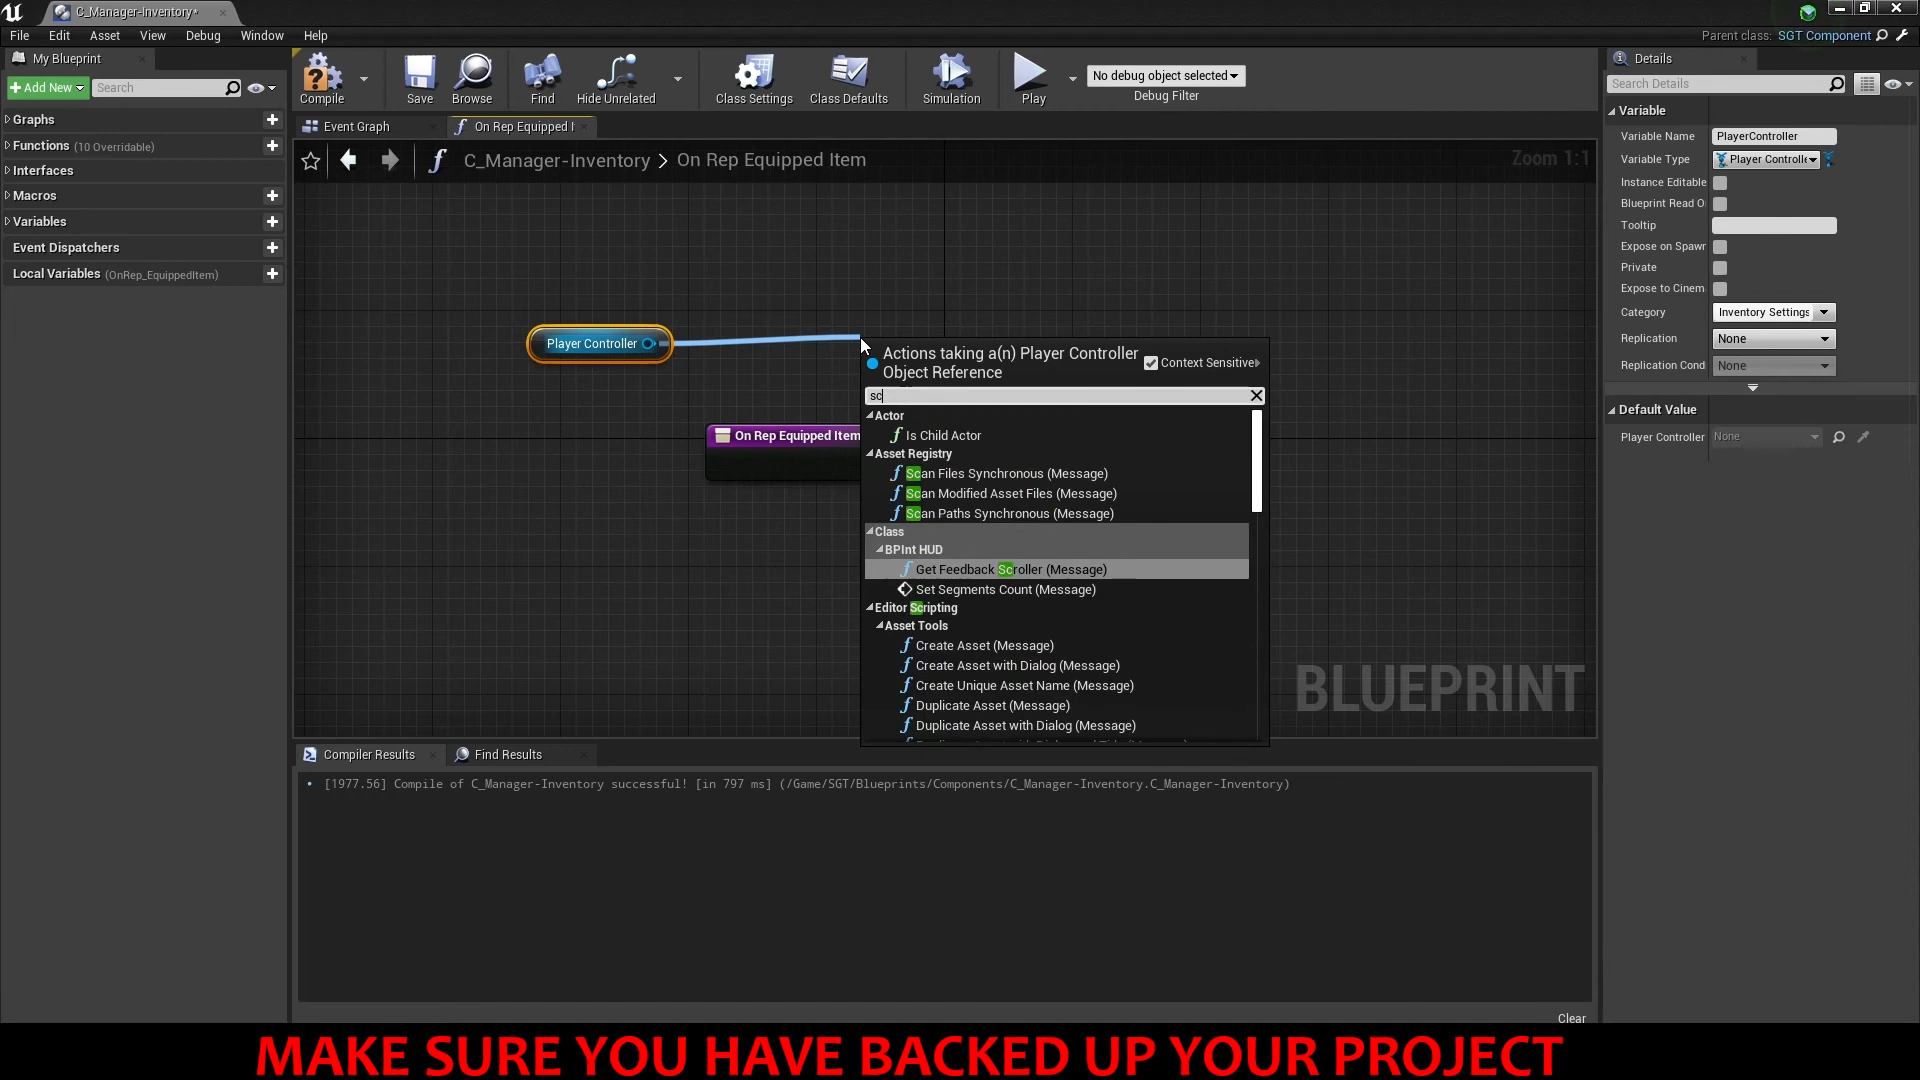 C_Manager-Inventory*
File Edit Asset View Debug Window Help
Parent class: SGT Component
My Blueprint
Add New
Search
Graphs
Functions (10 Overridable)
Interfaces
Macros
Variables
Event Dispatchers
Local Variables (OnRep_EquippedItem)
Compile
Save
Browse
Find
Hide Unrelated
Class Settings
Class Defaults
Simulation
Play
No debug object selected
Debug Filter
Event Graph
On Rep Equipped I
C_Manager-Inventory > On Rep Equipped Item
Zoom 1:1
Player Controller
On Rep Equipped Item
Actions taking a(n) Player Controller
Object Reference
Context Sensitive
sc
Actor
Is Child Actor
Asset Registry
Scan Files Synchronous (Message)
Scan Modified Asset Files (Message)
Scan Paths Synchronous (Message)
Class
BPInt HUD
Get Feedback Scroller (Message)
Set Segments Count (Message)
Editor Scripting
Asset Tools
Create Asset (Message)
Create Asset with Dialog (Message)
Create Unique Asset Name (Message)
Duplicate Asset (Message)
Duplicate Asset with Dialog (Message)
BLUEPRINT
Compiler Results
Find Results
[1977.56] Compile of C_Manager-Inventory successful! [in 797 ms] (/Game/SGT/Blueprints/Components/C_Manager-Inventory.C_Manager-Inventory)
Clear
Details
Search Details
Variable
Variable Name PlayerController
Variable Type Player Controlle
Instance Editable
Blueprint Read O
Tooltip
Expose on Spawr
Private
Expose to Cinem
Category Inventory Settings
Replication None
Replication Cond None
Default Value
Player Controller None
MAKE SURE YOU HAVE BACKED UP YOUR PROJECT